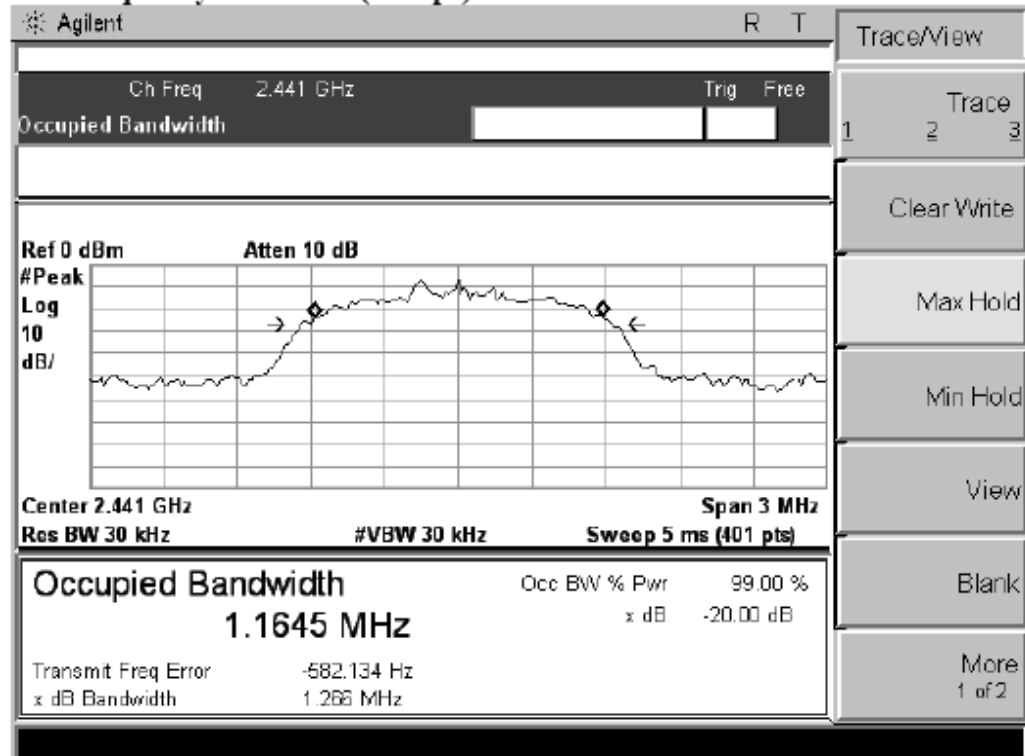 Agilent R T
Trace/View
Ch Freq 2.441 GHz Trig Free
Occupied Bandwidth
Trace
1 2 3
Clear Write
Max Hold
Min Hold
View
Blank
More
1 of 2
Ref 0 dBm Atten 10 dB
#Peak
Log
10
dB/
Center 2.441 GHz Span 3 MHz
Res BW 30 kHz #VBW 30 kHz Sweep 5 ms (401 pts)
Occupied Bandwidth
1.1645 MHz
Occ BW % Pwr 99.00 %
x dB -20.00 dB
Transmit Freq Error -582.134 Hz
x dB Bandwidth 1.266 MHz